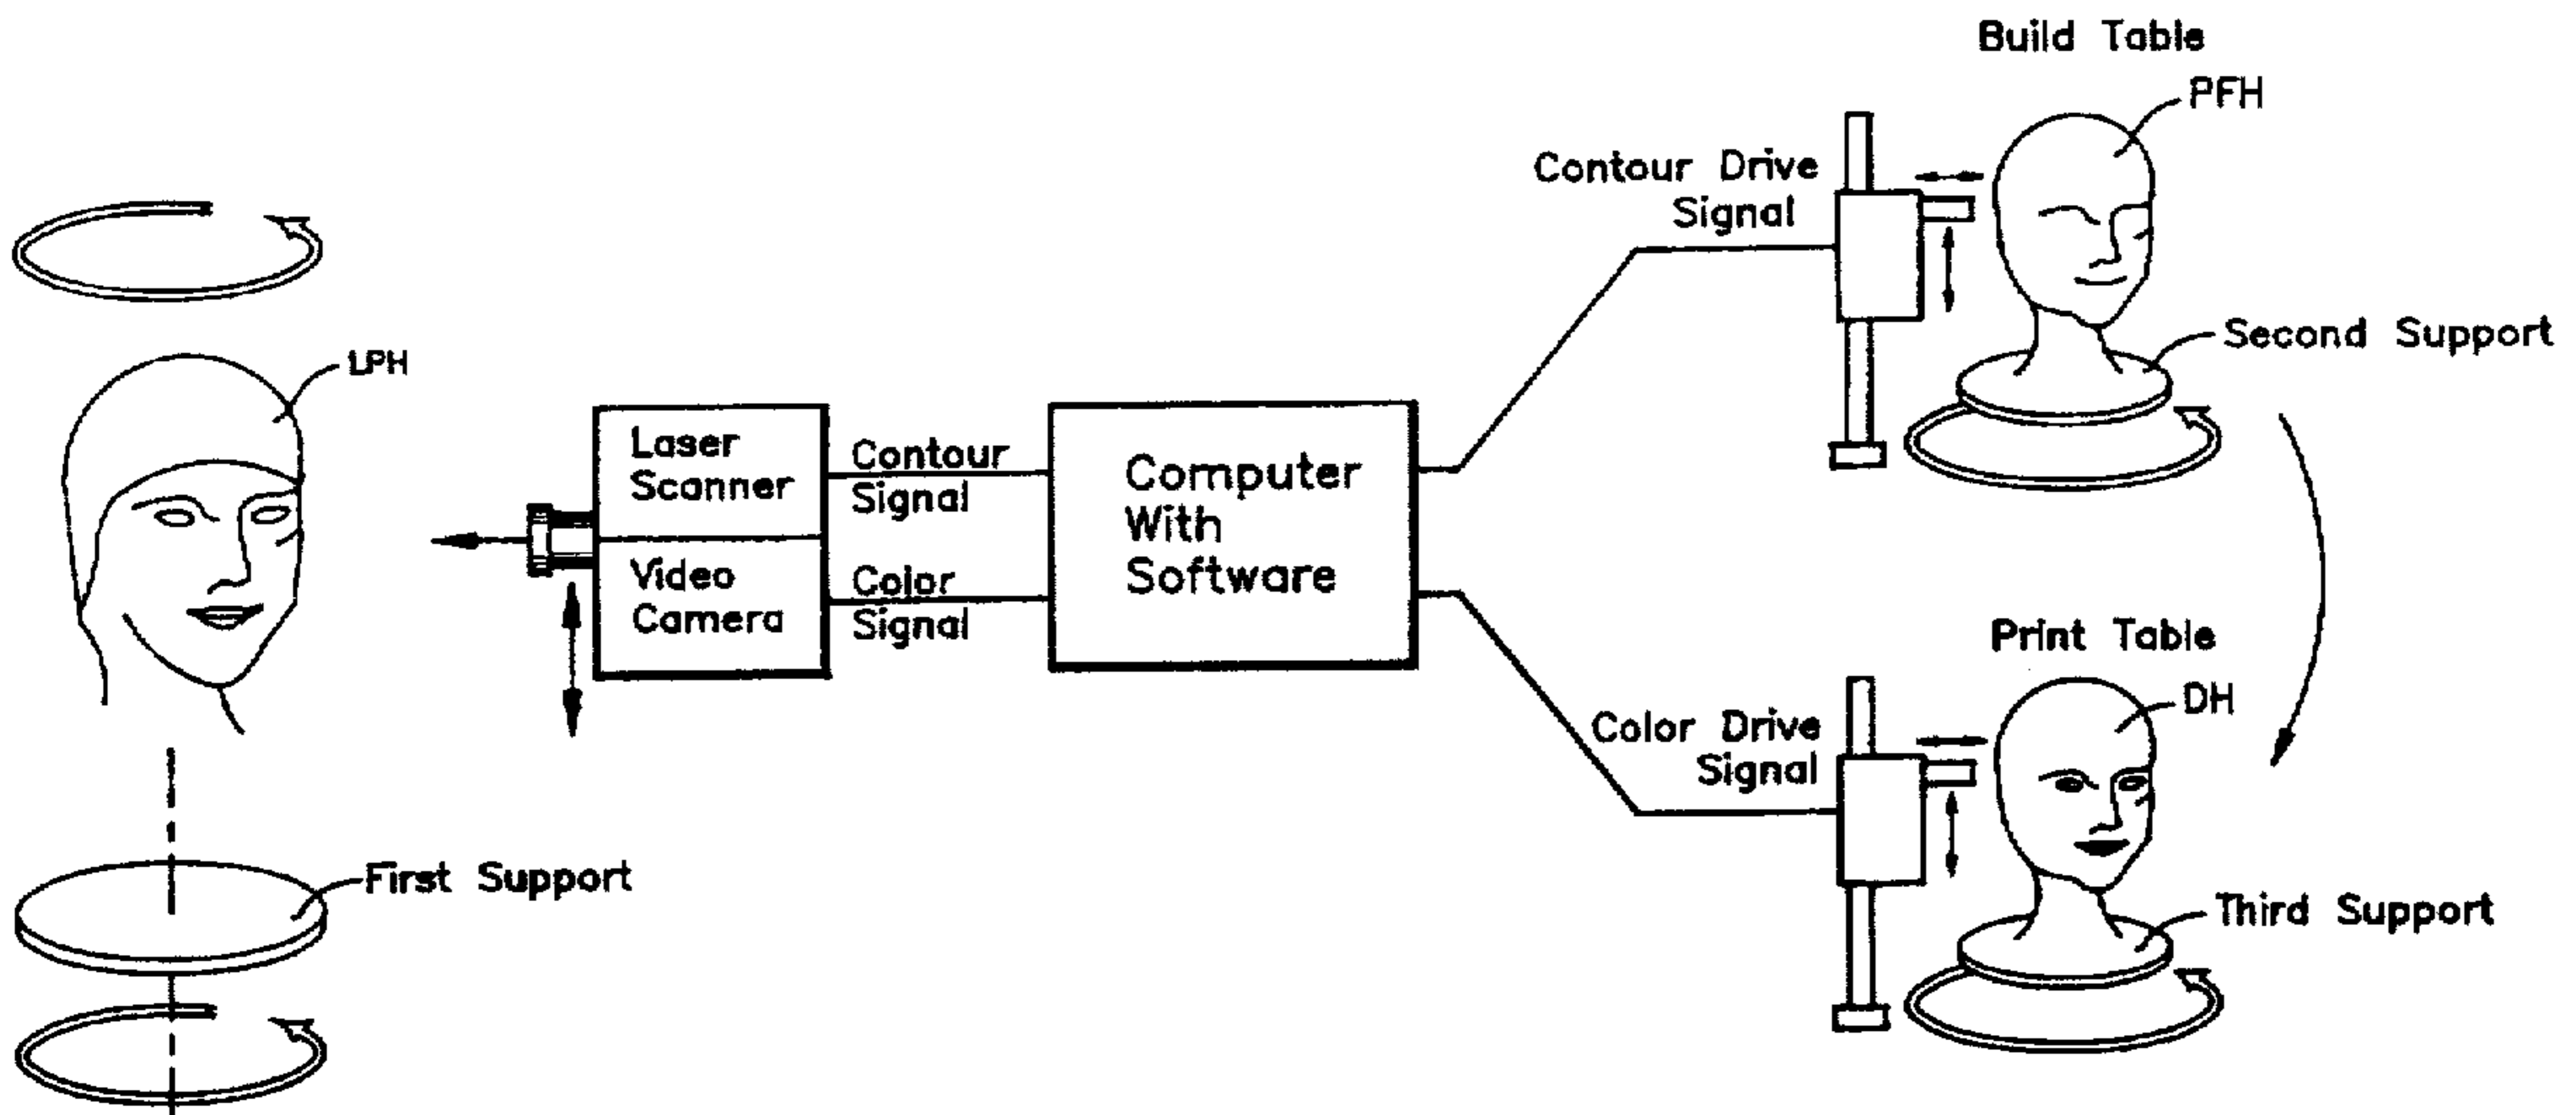 Build Table
PFH
Contour Drive
Signal
Second Support
LPH
Laser
Scanner
Contour
Signal
Computer
With
Software
Video
Camera
Color
Signal
Print Table
DH
Color Drive
Signal
First Support
Third Support